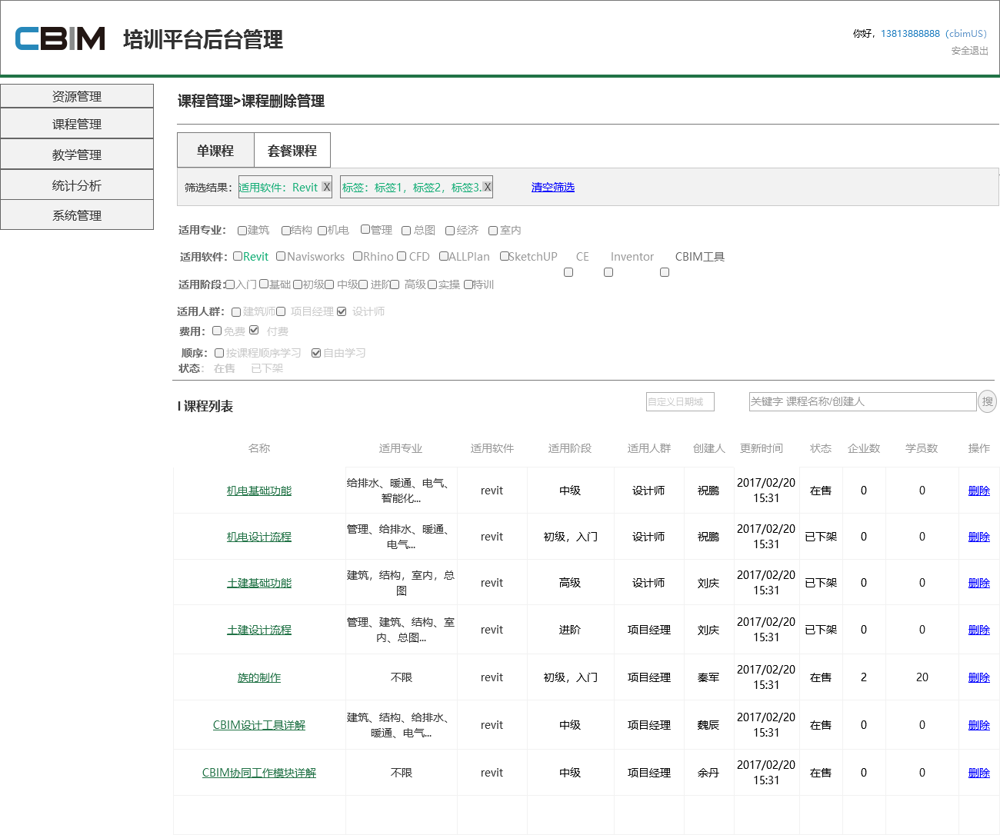 CBIM 培训平台后台管理
你好，13813888888（cbimUS）
安全退出
资源管理
课程管理
教学管理
统计分析
系统管理
课程管理>课程删除管理
单课程 套餐课程
筛选结果： 适用软件：Revit X 标签：标签1，标签2，标签3. X 清空筛选
适用专业： 建筑 结构 机电 管理 总图 经济 室内
适用软件： Revit Navisworks Rhino CFD ALLPlan SketchUP CE Inventor CBIM工具
适用阶段： 入门 基础 初级 中级 进阶 高级 实操 特训
适用人群： 建筑师 项目经理 设计师
费用： 免费 付费
顺序： 按课程顺序学习 自由学习
状态： 在售 已下架
I 课程列表 自定义日期域 关键字 课程名称/创建人 搜
名称 适用专业 适用软件 适用阶段 适用人群 创建人 更新时间 状态 企业数 学员数 操作
机电基础功能 给排水、暖通、电气、智能化... revit 中级 设计师 祝鹏 2017/02/20 15:31 在售 0 0 删除
机电设计流程 管理、给排水、暖通、电气... revit 初级，入门 设计师 祝鹏 2017/02/20 15:31 已下架 0 0 删除
土建基础功能 建筑，结构，室内，总图 revit 高级 设计师 刘庆 2017/02/20 15:31 已下架 0 0 删除
土建设计流程 管理、建筑、结构、室内、总图... revit 进阶 项目经理 刘庆 2017/02/20 15:31 已下架 0 0 删除
族的制作 不限 revit 初级，入门 项目经理 秦军 2017/02/20 15:31 在售 2 20 删除
CBIM设计工具详解 建筑、结构、给排水、暖通、电气... revit 中级 项目经理 魏辰 2017/02/20 15:31 在售 0 0 删除
CBIM协同工作模块详解 不限 revit 中级 项目经理 余丹 2017/02/20 15:31 在售 0 0 删除